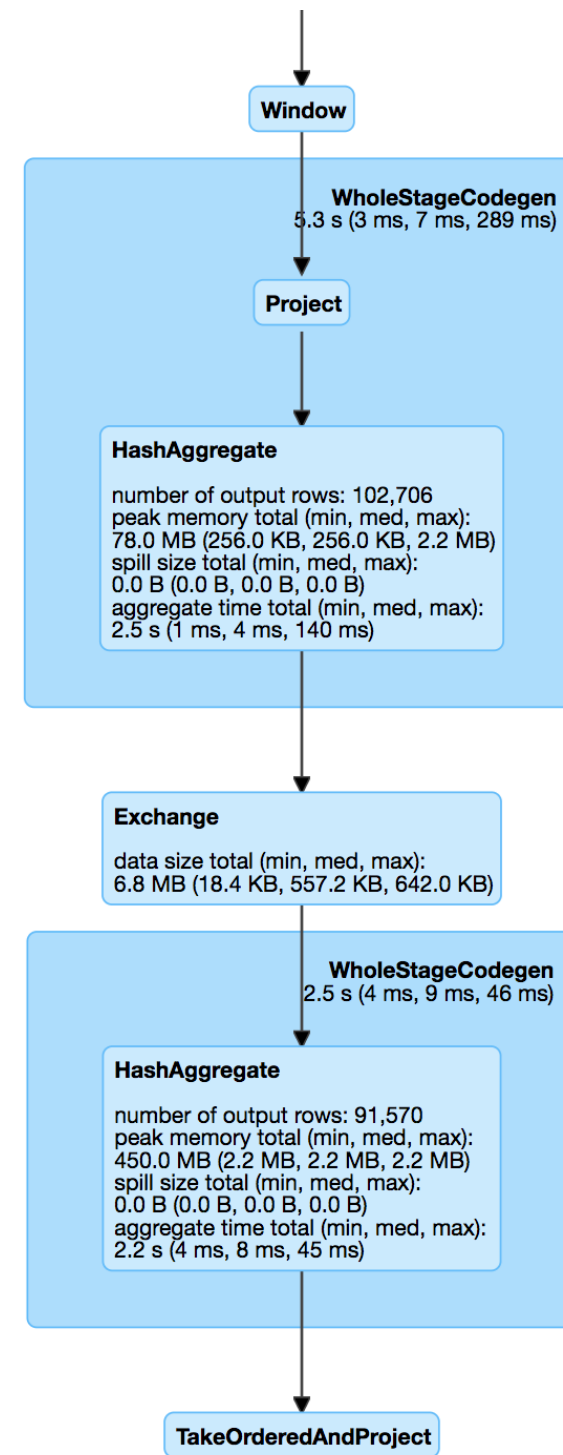 Window
WholeStageCodegen
5.3 s (3 ms, 7 ms, 289 ms)
Project
HashAggregate
number of output rows: 102,706
peak memory total (min, med, max):
78.0 MB (256.0 KB, 256.0 KB, 2.2 MB)
spill size total (min, med, max):
0.0 B (0.0 B, 0.0 B, 0.0 B)
aggregate time total (min, med, max):
2.5 s (1 ms, 4 ms, 140 ms)
Exchange
data size total (min, med, max):
6.8 MB (18.4 KB, 557.2 KB, 642.0 KB)
WholeStageCodegen
2.5 s (4 ms, 9 ms, 46 ms)
HashAggregate
number of output rows: 91,570
peak memory total (min, med, max):
450.0 MB (2.2 MB, 2.2 MB, 2.2 MB)
spill size total (min, med, max):
0.0 B (0.0 B, 0.0 B, 0.0 B)
aggregate time total (min, med, max):
2.2 s (4 ms, 8 ms, 45 ms)
TakeOrderedAndProject